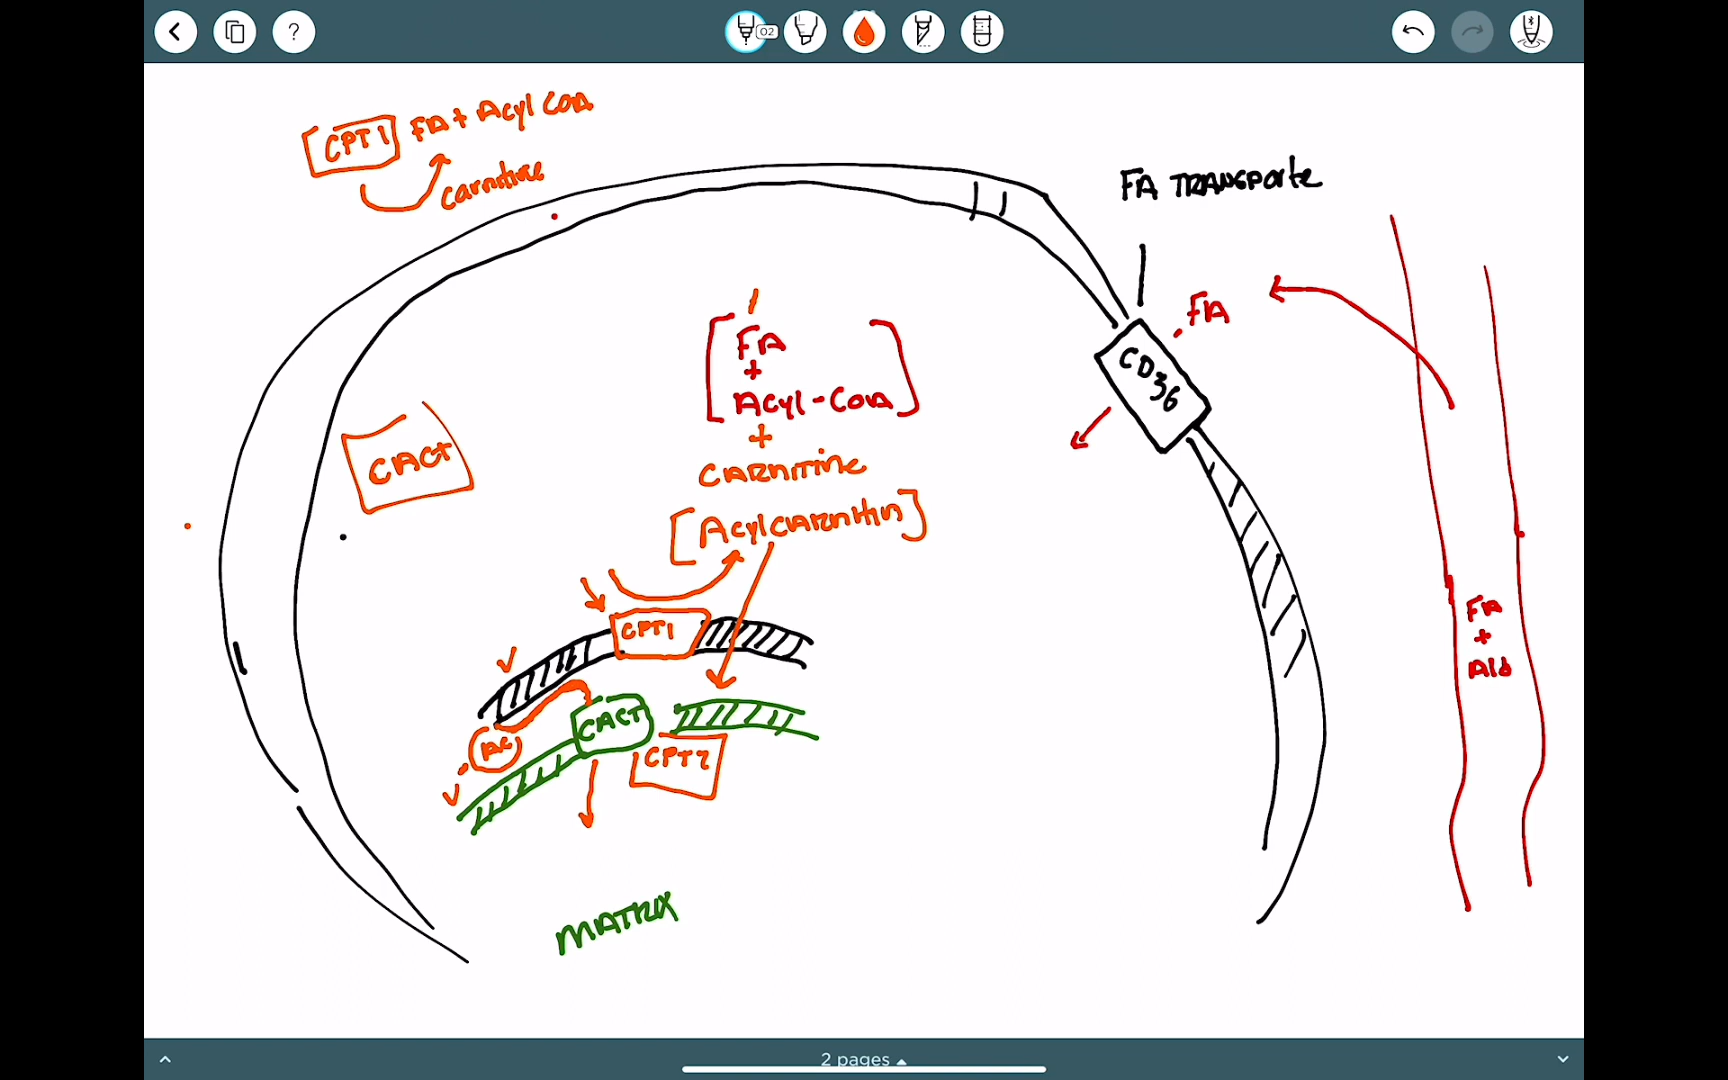 ?
02
CPT1 FA + Acyl CoA
Carnitine
FA TRANSPORTE
FA
CD36
FA
+
Acyl-CoA
+
CARNITINE
[Acylcarnitin]
CACT
CPT1
CACT
AC
CPT2
FA
+
Alb
MATRIX
2 pages